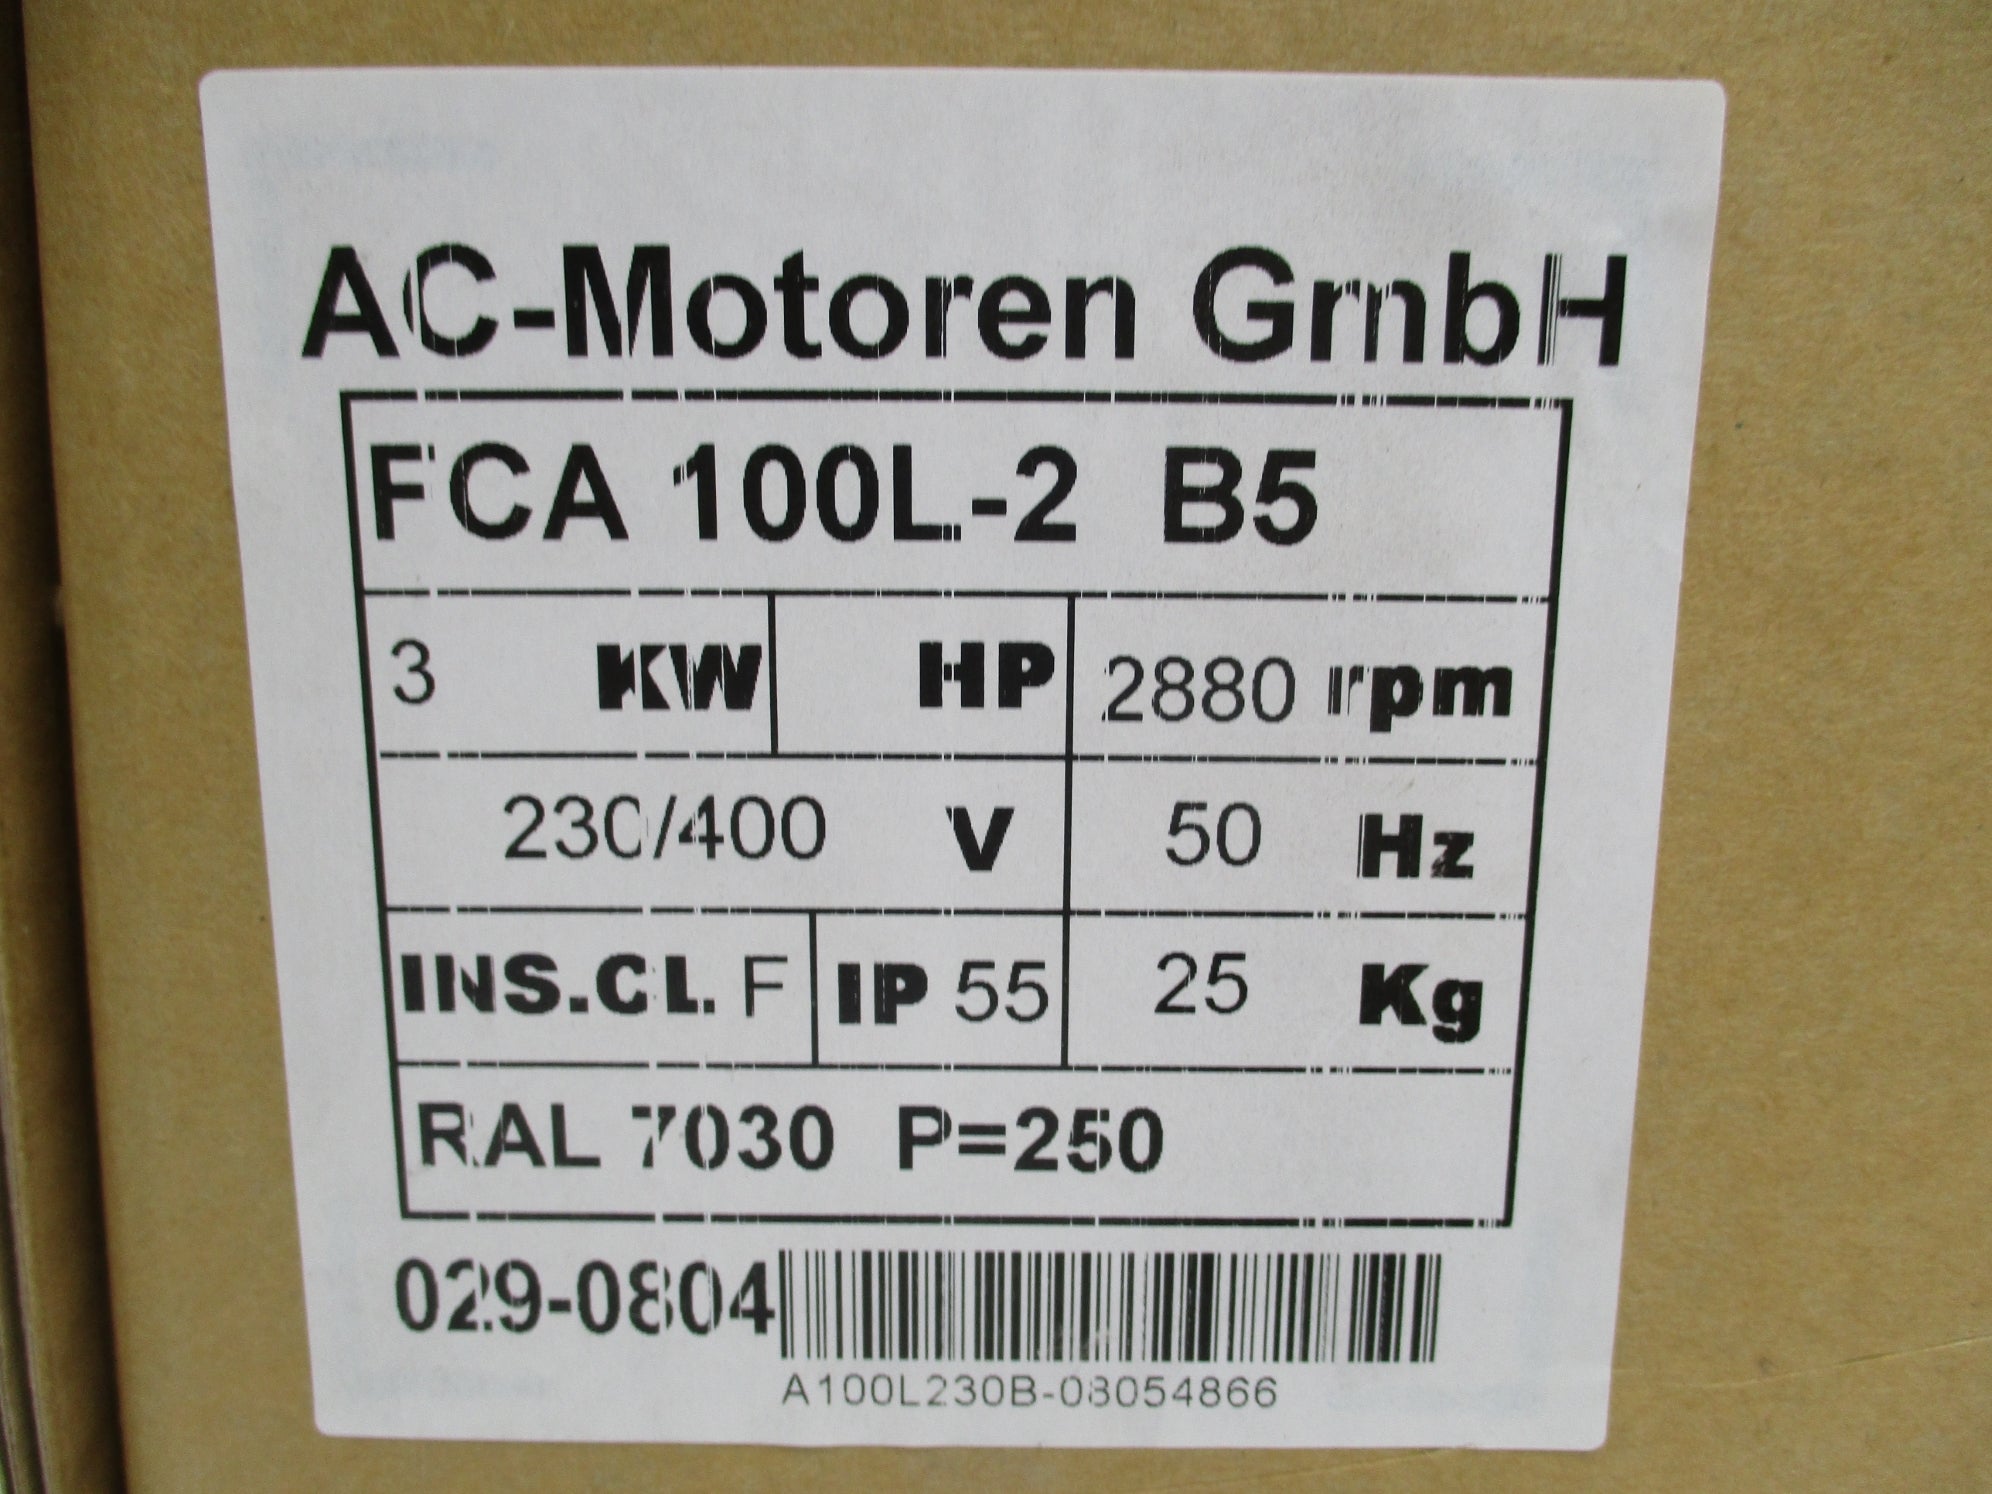 AC-Motoren GmbH
FCA 100L-2 B5
3 KW HP 2880 rpm
230/400 V 50 Hz
INS.CL. F IP 55 25 Kg
RAL 7030 P=250
029-0804
A100L230B-08054866